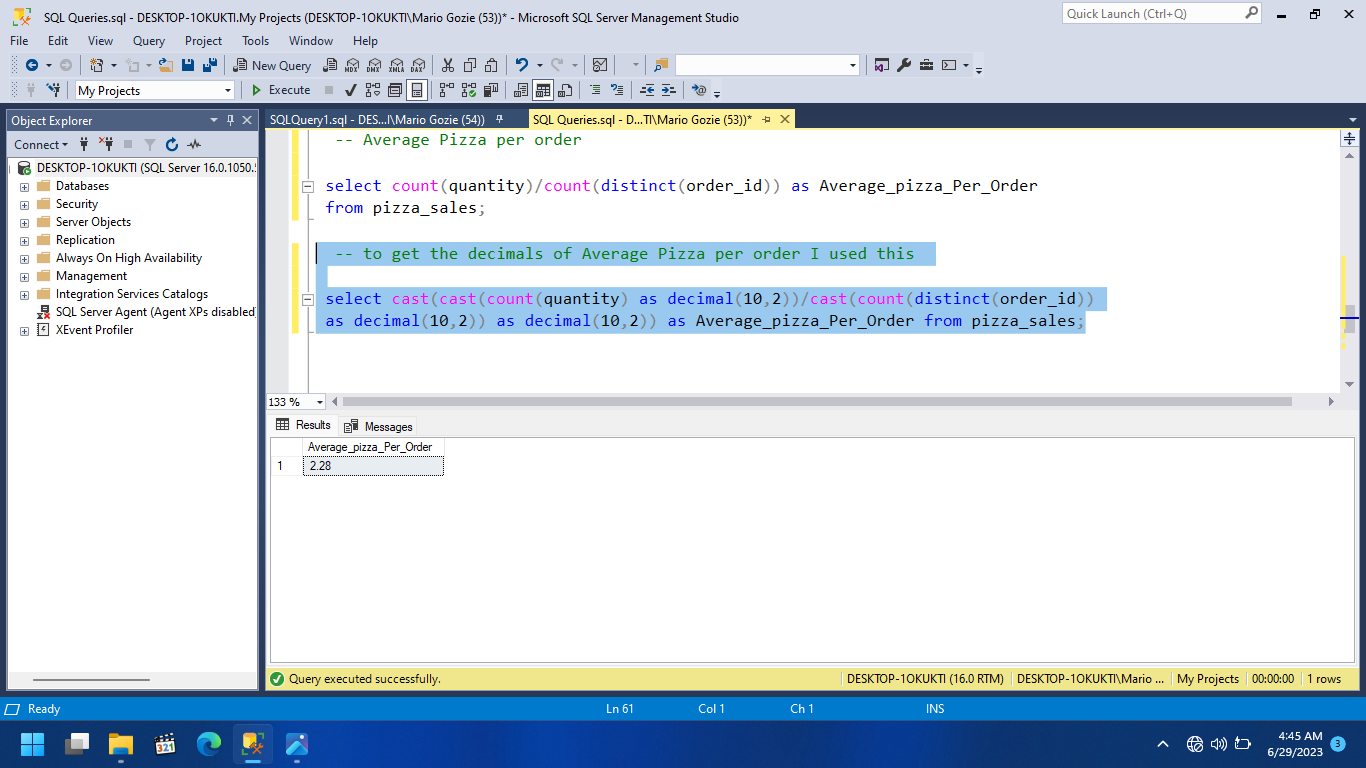 SQL Queries.sql - DESKTOP-1OKUKTI.My Projects (DESKTOP-1OKUKTI\Mario Gozie (53))* - Microsoft SQL Server Management Studio
Quick Launch (Ctrl+Q)
File Edit View Query Project Tools Window Help
New Query MDX DMX XMLA DAX
My Projects Execute
Object Explorer
SQLQuery1.sql - DES...I\Mario Gozie (54))
SQL Queries.sql - D...TI\Mario Gozie (53))*
Connect
DESKTOP-1OKUKTI (SQL Server 16.0.1050.5
Databases
Security
Server Objects
Replication
Always On High Availability
Management
Integration Services Catalogs
SQL Server Agent (Agent XPs disabled
XEvent Profiler
-- Average Pizza per order
select count(quantity)/count(distinct(order_id)) as Average_pizza_Per_Order
from pizza_sales;
-- to get the decimals of Average Pizza per order I used this
select cast(cast(count(quantity) as decimal(10,2))/cast(count(distinct(order_id))
as decimal(10,2)) as decimal(10,2)) as Average_pizza_Per_Order from pizza_sales;
133 %
Results Messages
Average_pizza_Per_Order
1 2.28
Query executed successfully.
DESKTOP-1OKUKTI (16.0 RTM) DESKTOP-1OKUKTI\Mario ... My Projects 00:00:00 1 rows
Ready Ln 61 Col 1 Ch 1 INS
321
4:45 AM
6/29/2023
3